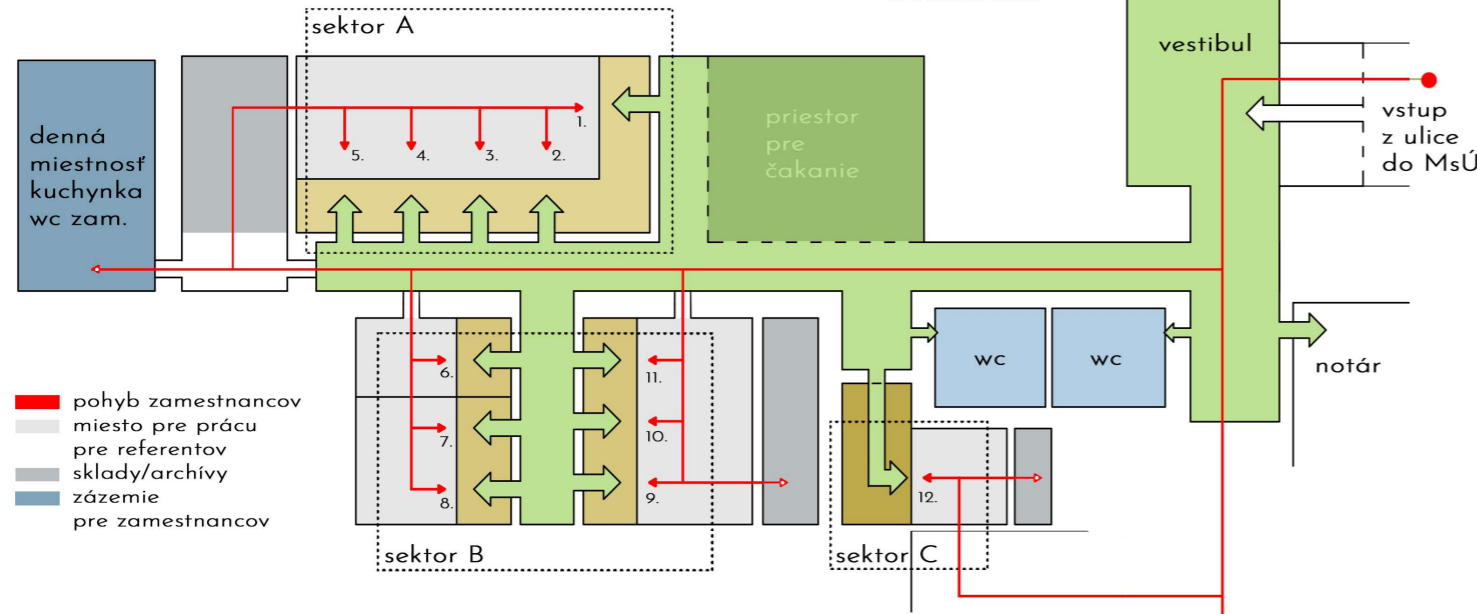 sektor A
vestibul
denná
miestnosť
kuchynka
wc zam.
1.
5.
4.
3.
2.
priestor
pre
čakanie
vstup
z ulice
do MsÚ
6.
7.
8.
11.
10.
9.
sektor B
wc
wc
notár
12.
sektor C
pohyb zamestnancov
miesto pre prácu
pre referentov
sklady/archívy
zázemie
pre zamestnancov